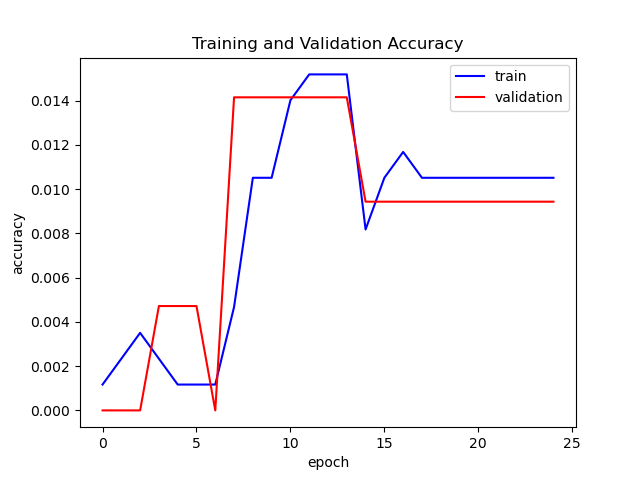 Training and Validation Accuracy
train
validation
accuracy
0.014
0.012
0.010
0.008
0.006
0.004
0.002
0.000
0 5 10 15 20 25
epoch